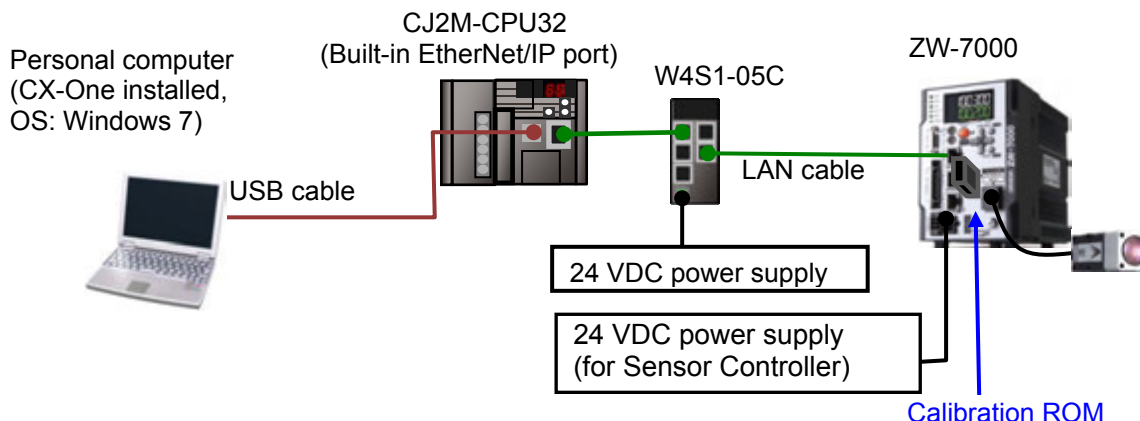 CJ2M-CPU32
(Built-in EtherNet/IP port)
ZW-7000
Personal computer
(CX-One installed,
OS: Windows 7)
W4S1-05C
USB cable
LAN cable
24 VDC power supply
24 VDC power supply
(for Sensor Controller)
Calibration ROM